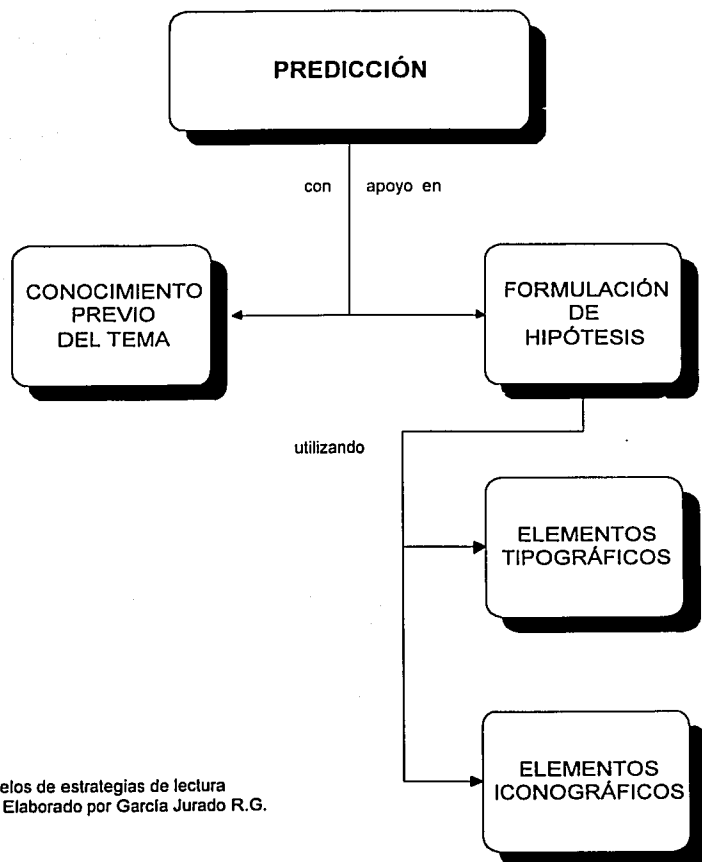 PREDICCIÓN
con apoyo en
CONOCIMIENTO
PREVIO
DEL TEMA
FORMULACIÓN
DE
HIPÓTESIS
utilizando
ELEMENTOS
TIPOGRÁFICOS
ELEMENTOS
ICONOGRÁFICOS
elos de estrategias de lectura
Elaborado por García Jurado R.G.